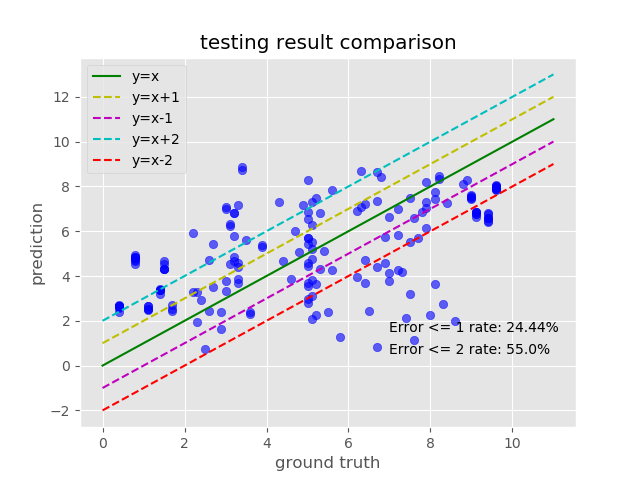 testing result comparison
y=x
y=x+1
y=x-1
y=x+2
y=x-2
12
10
8
6
4
2
0
−2
prediction
Error <= 1 rate: 24.44%
Error <= 2 rate: 55.0%
0 2 4 6 8 10
ground truth